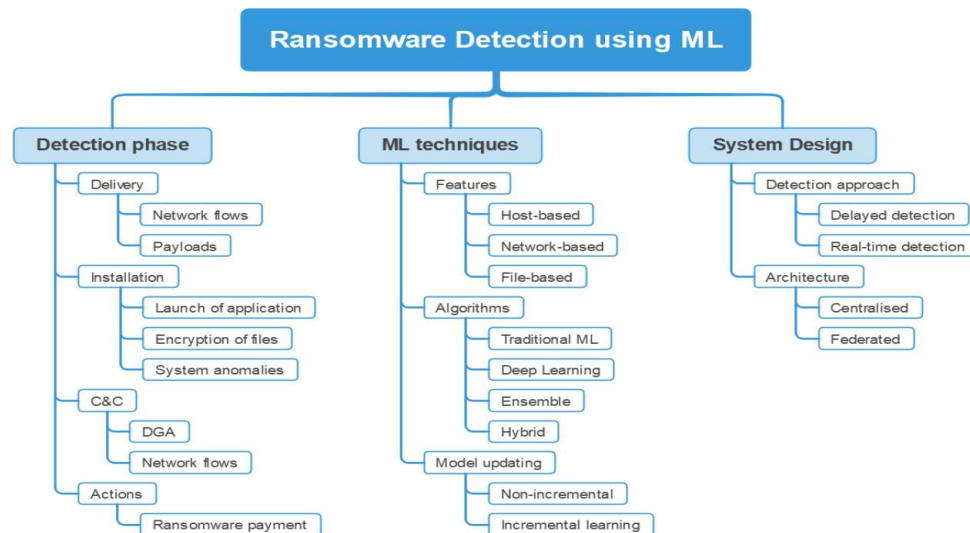 Ransomware Detection using ML
Detection phase
Delivery
Network flows
Payloads
Installation
Launch of application
Encryption of files
System anomalies
C&C
DGA
Network flows
Actions
Ransomware payment
ML techniques
Features
Host-based
Network-based
File-based
Algorithms
Traditional ML
Deep Learning
Ensemble
Hybrid
Model updating
Non-incremental
Incremental learning
System Design
Detection approach
Delayed detection
Real-time detection
Architecture
Centralised
Federated